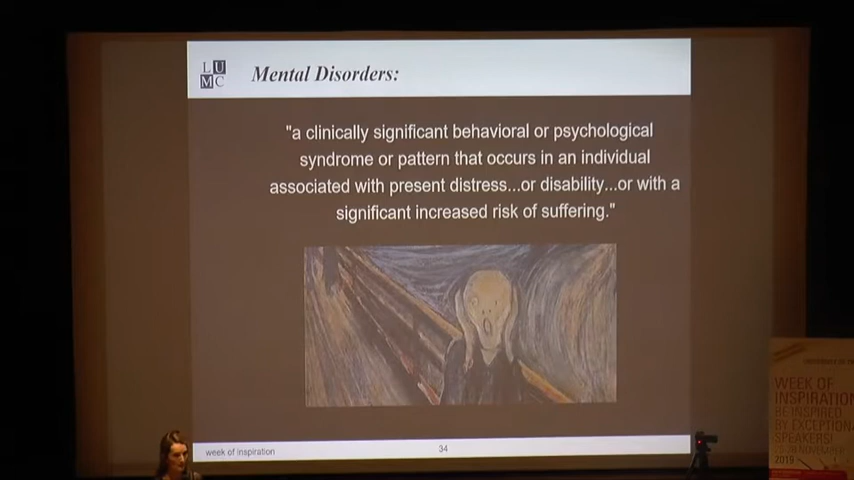 LU
MC
Mental Disorders:
"a clinically significant behavioral or psychological
syndrome or pattern that occurs in an individual
associated with present distress...or disability...or with a
significant increased risk of suffering."
week of inspiration
34
WEEK OF
INSPIRATION
BE INSPIRED
BY EXCEPTION
SPEAKERS!
NOVEMBER
2019